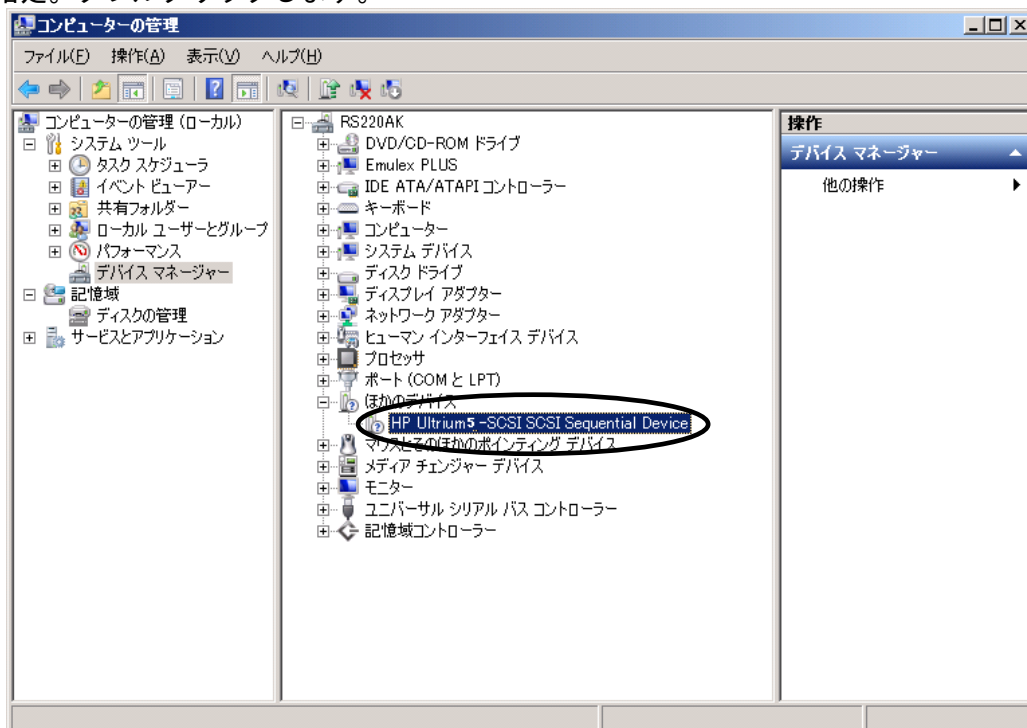 コンピューターの管理
ファイル(F) 操作(A) 表示(V) ヘルプ(H)
コンピューターの管理 (ローカル)
システム ツール
タスク スケジューラ
イベント ビューアー
共有フォルダー
ローカル ユーザーとグループ
パフォーマンス
デバイス マネージャー
記憶域
ディスクの管理
サービスとアプリケーション
RS220AK
DVD/CD-ROM ドライブ
Emulex PLUS
IDE ATA/ATAPI コントローラー
キーボード
コンピューター
システム デバイス
ディスク ドライブ
ディスプレイ アダプター
ネットワーク アダプター
ヒューマン インターフェイス デバイス
プロセッサ
ポート (COM と LPT)
ほかのデバイス
HP Ultrium5 -SCSI SCSI Sequential Device
マウスとそのほかのポインティング デバイス
メディア チェンジャー デバイス
モニター
ユニバーサル シリアル バス コントローラー
記憶域コントローラー
操作
デバイス マネージャー
他の操作